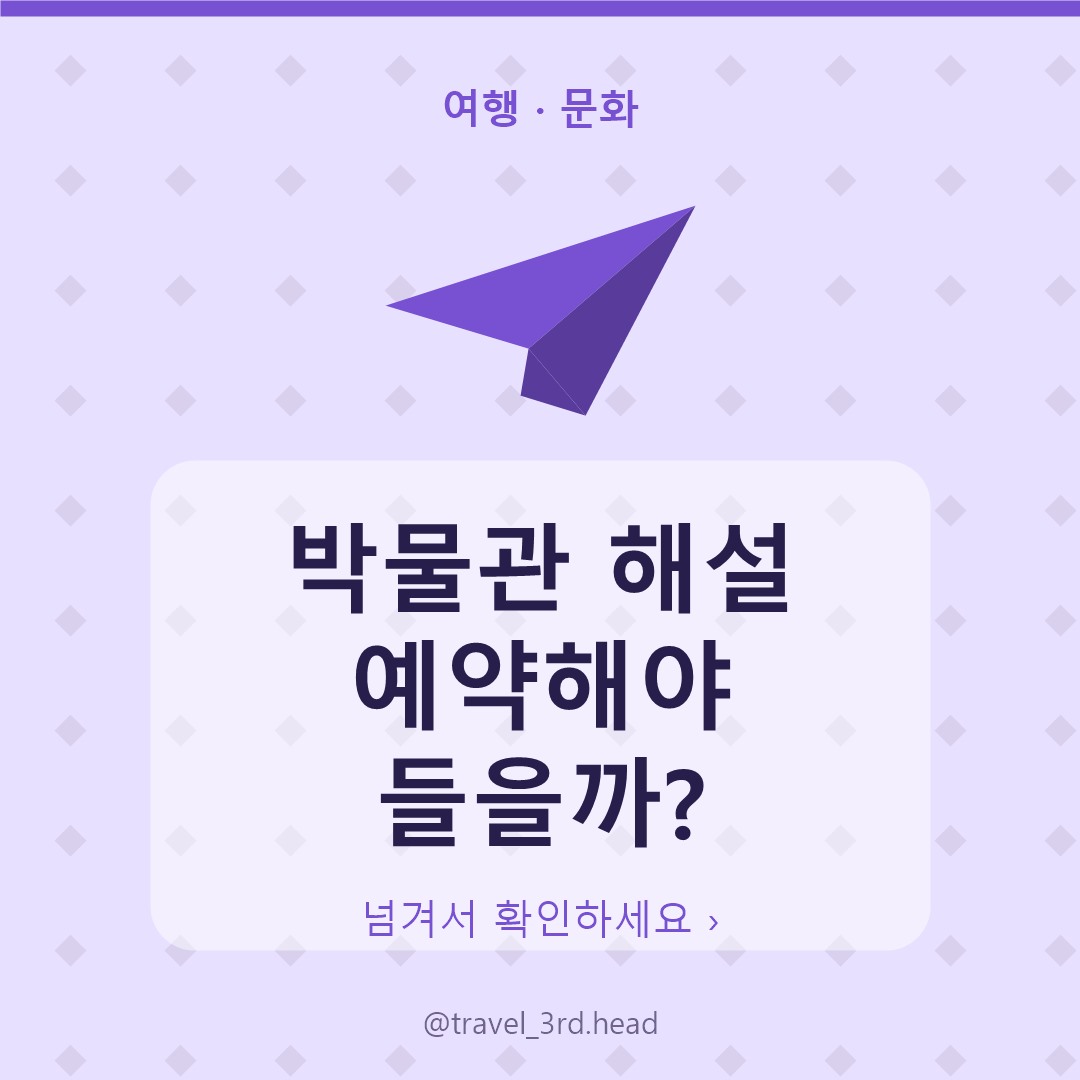 여행 · 문화
박물관 해설
예약해야
들을까?
넘겨서 확인하세요 ›
@travel_3rd.head